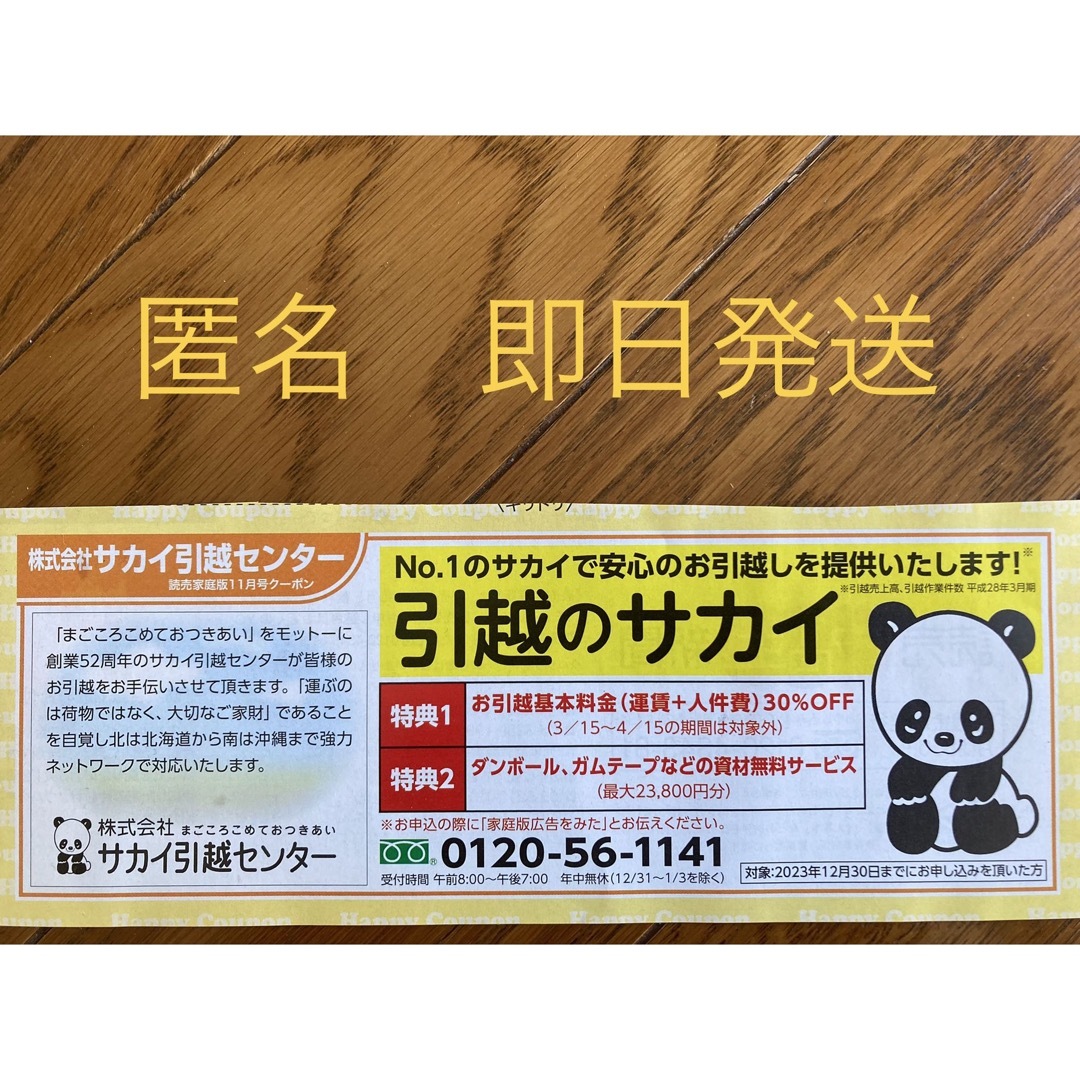 匿名　即日発送
〈キリトリ〉
Happy Coupon Happy Coupon Happy Coupon
株式会社サカイ引越センター
読売家庭版11月号クーポン
「まごころこめておつきあい」をモットーに
創業52周年のサカイ引越センターが皆様の
お引越をお手伝いさせて頂きます。「運ぶの
は荷物ではなく、大切なご家財」であること
を自覚し北は北海道から南は沖縄まで強力
ネットワークで対応いたします。
株式会社 まごころこめておつきあい
サカイ引越センター
No.1のサカイで安心のお引越しを提供いたします!※
※引越売上高、引越作業件数 平成28年3月期
引越のサカイ
特典1 お引越基本料金(運賃+人件費)30%OFF
(3/15〜4/15の期間は対象外)
特典2 ダンボール、ガムテープなどの資材無料サービス
(最大23,800円分)
※お申込の際に「家庭版広告をみた」とお伝えください。
0120-56-1141
受付時間 午前8:00〜午後7:00 年中無休(12/31〜1/3を除く)
対象:2023年12月30日までにお申し込みを頂いた方
Happy Coupon Happy Coupon Happy Coupon